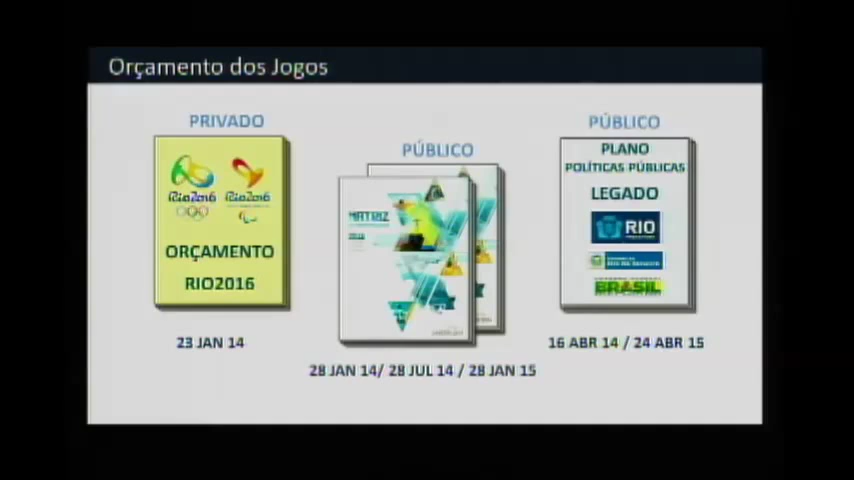 Orçamento dos Jogos
PRIVADO
Rio2016 Rio2016
ORÇAMENTO
RIO2016
23 JAN 14
PÚBLICO
MATRIZ
28 JAN 14/ 28 JUL 14 / 28 JAN 15
PÚBLICO
PLANO
POLÍTICAS PÚBLICAS
LEGADO
RIO
BRASIL
16 ABR 14 / 24 ABR 15